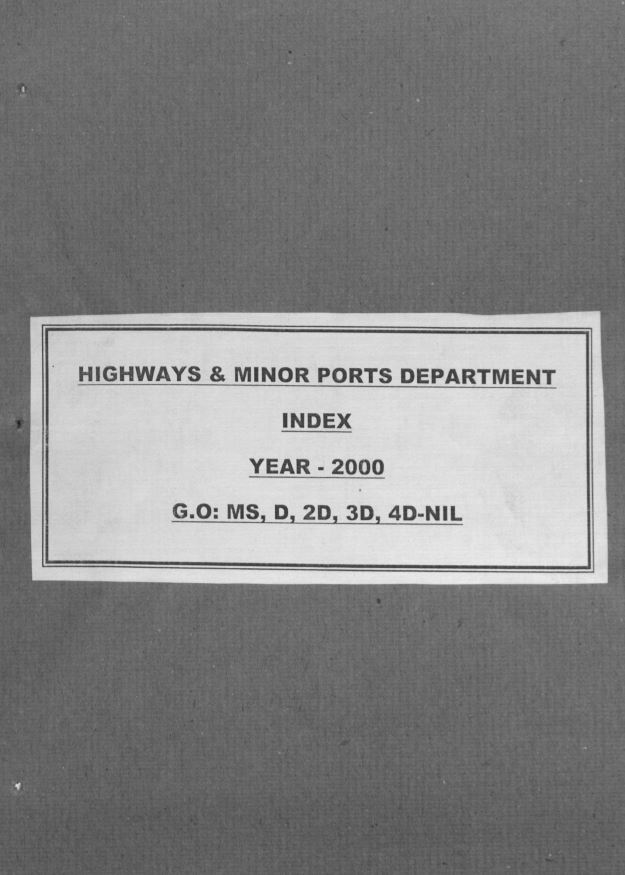 HIGHWAYS & MINOR PORTS DEPARTMENT
INDEX
YEAR - 2000
G.O: MS, D, 2D, 3D, 4D-NIL